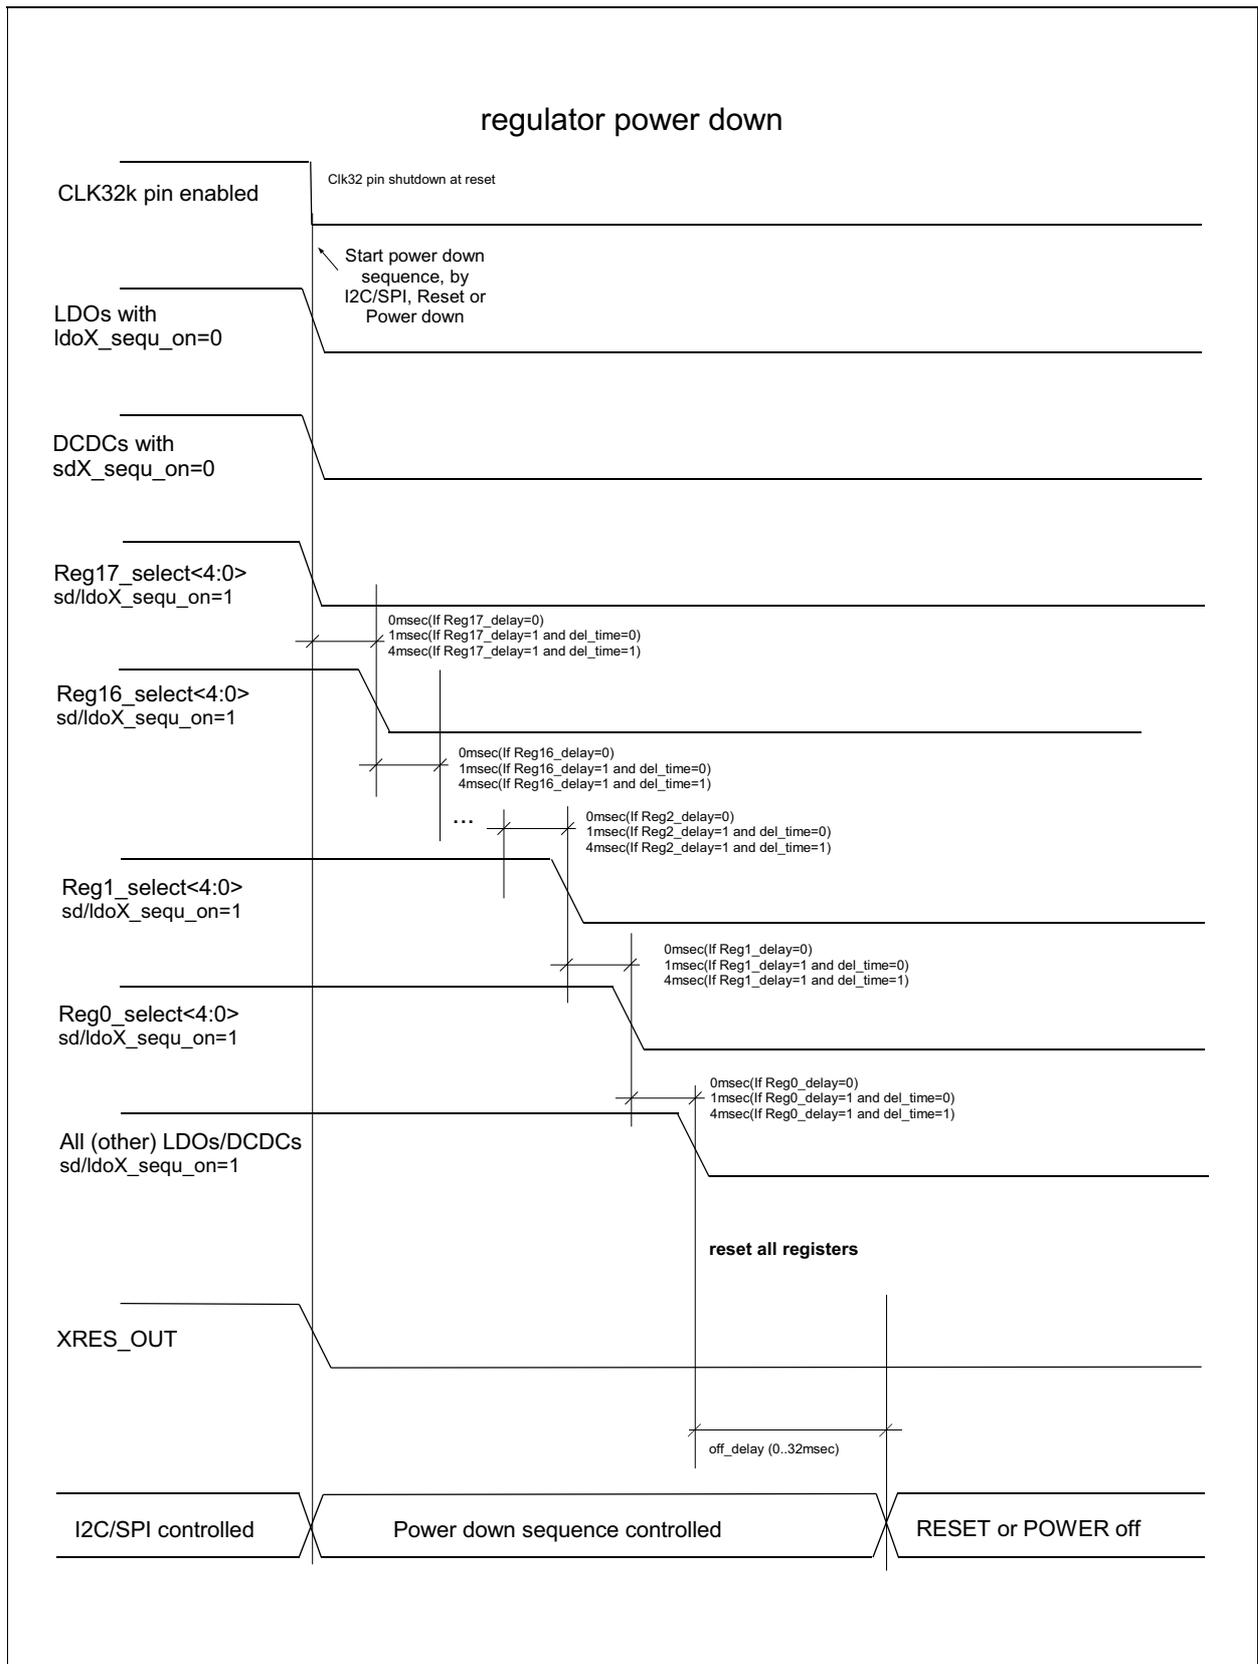 regulator power down
CLK32k pin enabled
Clk32 pin shutdown at reset
Start power down
sequence, by
I2C/SPI, Reset or
Power down
LDOs with
ldoX_sequ_on=0
DCDCs with
sdX_sequ_on=0
Reg17_select<4:0>
sd/ldoX_sequ_on=1
0msec(If Reg17_delay=0)
1msec(If Reg17_delay=1 and del_time=0)
4msec(If Reg17_delay=1 and del_time=1)
Reg16_select<4:0>
sd/ldoX_sequ_on=1
0msec(If Reg16_delay=0)
1msec(If Reg16_delay=1 and del_time=0)
4msec(If Reg16_delay=1 and del_time=1)
...
0msec(If Reg2_delay=0)
1msec(If Reg2_delay=1 and del_time=0)
4msec(If Reg2_delay=1 and del_time=1)
Reg1_select<4:0>
sd/ldoX_sequ_on=1
0msec(If Reg1_delay=0)
1msec(If Reg1_delay=1 and del_time=0)
4msec(If Reg1_delay=1 and del_time=1)
Reg0_select<4:0>
sd/ldoX_sequ_on=1
0msec(If Reg0_delay=0)
1msec(If Reg0_delay=1 and del_time=0)
4msec(If Reg0_delay=1 and del_time=1)
All (other) LDOs/DCDCs
sd/ldoX_sequ_on=1
reset all registers
XRES_OUT
off_delay (0..32msec)
I2C/SPI controlled
Power down sequence controlled
RESET or POWER off